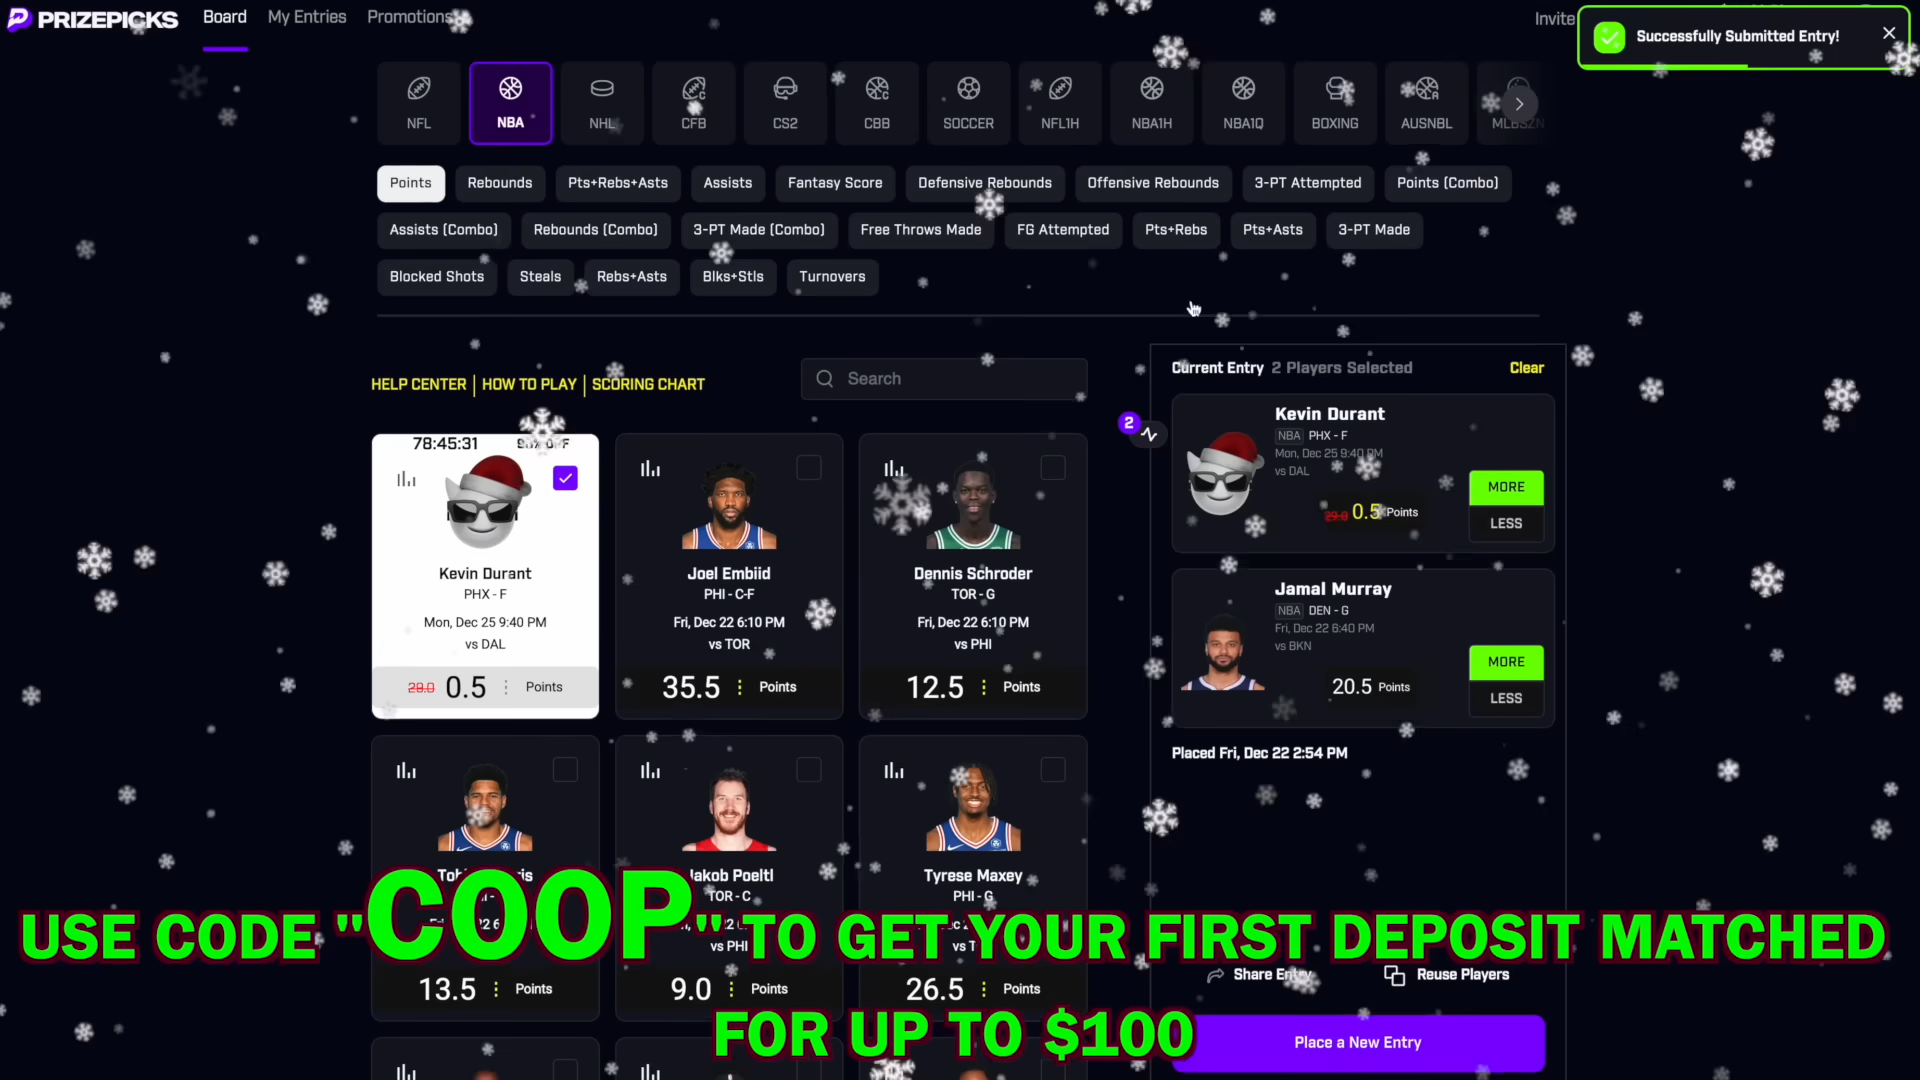 PRIZEPICKS
Board
My Entries
Promotions
Invite
Successfully Submitted Entry!
NFL
NBA
NHL
CFB
CS2
CBB
SOCCER
NFL1H
NBA1H
NBA1Q
BOXING
AUSNBL
MLBSZN
Points
Rebounds
Pts+Rebs+Asts
Assists
Fantasy Score
Defensive Rebounds
Offensive Rebounds
3-PT Attempted
Points (Combo)
Assists (Combo)
Rebounds (Combo)
3-PT Made (Combo)
Free Throws Made
FG Attempted
Pts+Rebs
Pts+Asts
3-PT Made
Blocked Shots
Steals
Rebs+Asts
Blks+Stls
Turnovers
HELP CENTER | HOW TO PLAY | SCORING CHART
Search
78:45:31
Kevin Durant
PHX - F
Mon, Dec 25 9:40 PM
vs DAL
29.0 0.5 Points
Joel Embiid
PHI - C-F
Fri, Dec 22 6:10 PM
vs TOR
35.5 Points
Dennis Schroder
TOR - G
Fri, Dec 22 6:10 PM
vs PHI
12.5 Points
13.5 Points
Jakob Poeltl
TOR - C
vs PHI
9.0 Points
Tyrese Maxey
PHI - G
26.5 Points
Current Entry 2 Players Selected
Clear
2
Kevin Durant
NBA PHX - F
Mon, Dec 25 9:40 PM
vs DAL
29.0 0.5 Points
MORE
LESS
Jamal Murray
NBA DEN - G
Fri, Dec 22 6:40 PM
vs BKN
20.5 Points
MORE
LESS
Placed Fri, Dec 22 2:54 PM
Share Entry
Reuse Players
Place a New Entry
USE CODE "COOP" TO GET YOUR FIRST DEPOSIT MATCHED
FOR UP TO $100